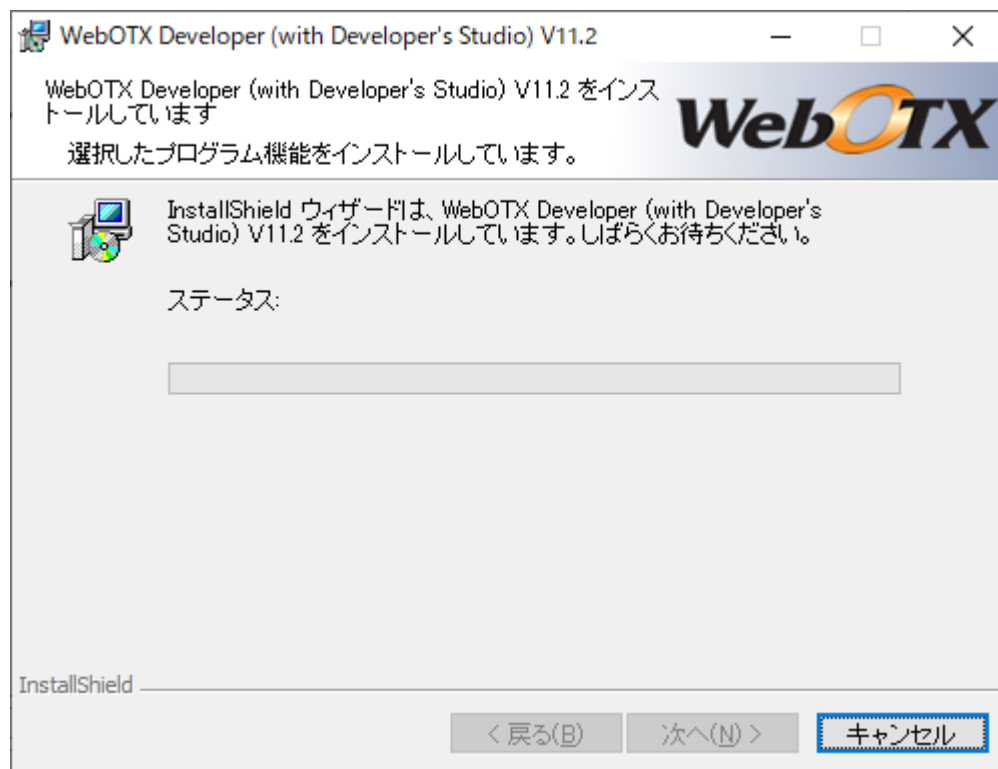 WebOTX Developer (with Developer's Studio) V11.2
WebOTX Developer (with Developer's Studio) V11.2 をインス
トールしています
WebOTX
選択したプログラム機能をインストールしています。
InstallShield ウィザードは、WebOTX Developer (with Developer's
Studio) V11.2 をインストールしています。しばらくお待ちください。
ステータス:
InstallShield
< 戻る(B)
次へ(N) >
キャンセル